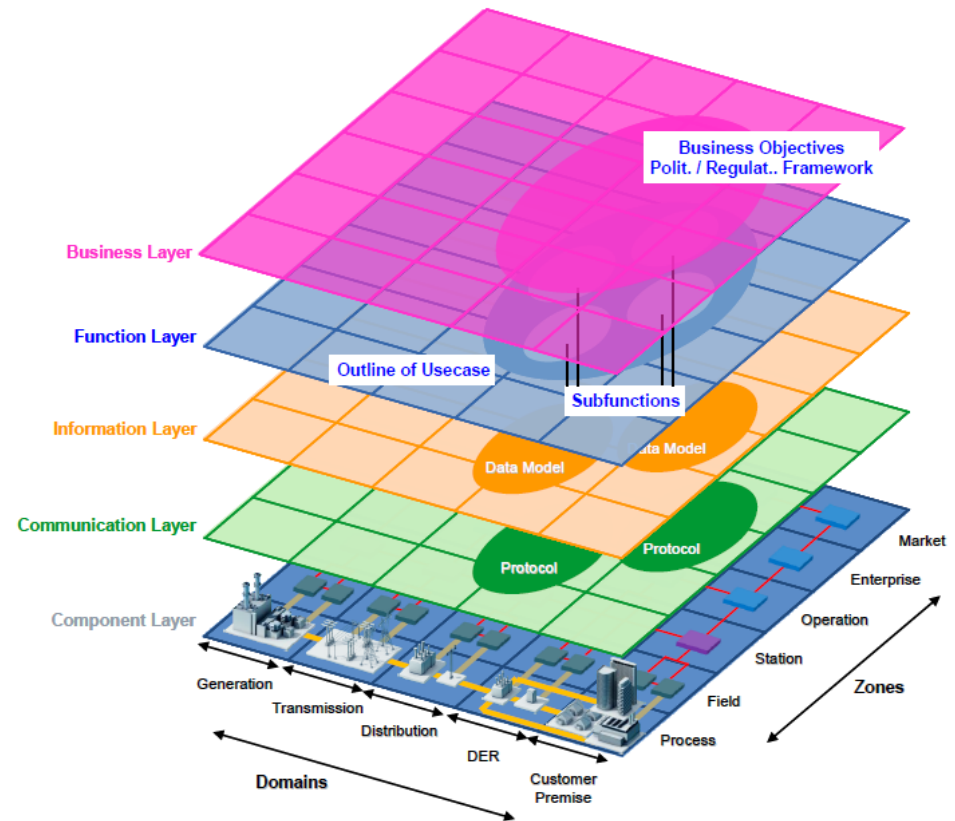 Business Objectives
Polit. / Regulat.. Framework
Business Layer
Function Layer
Outline of Usecase
Subfunctions
Information Layer
Data Model
Data Model
Communication Layer
Protocol
Protocol
Component Layer
Market
Enterprise
Operation
Station
Field
Process
Zones
Generation
Transmission
Distribution
DER
Customer
Premise
Domains